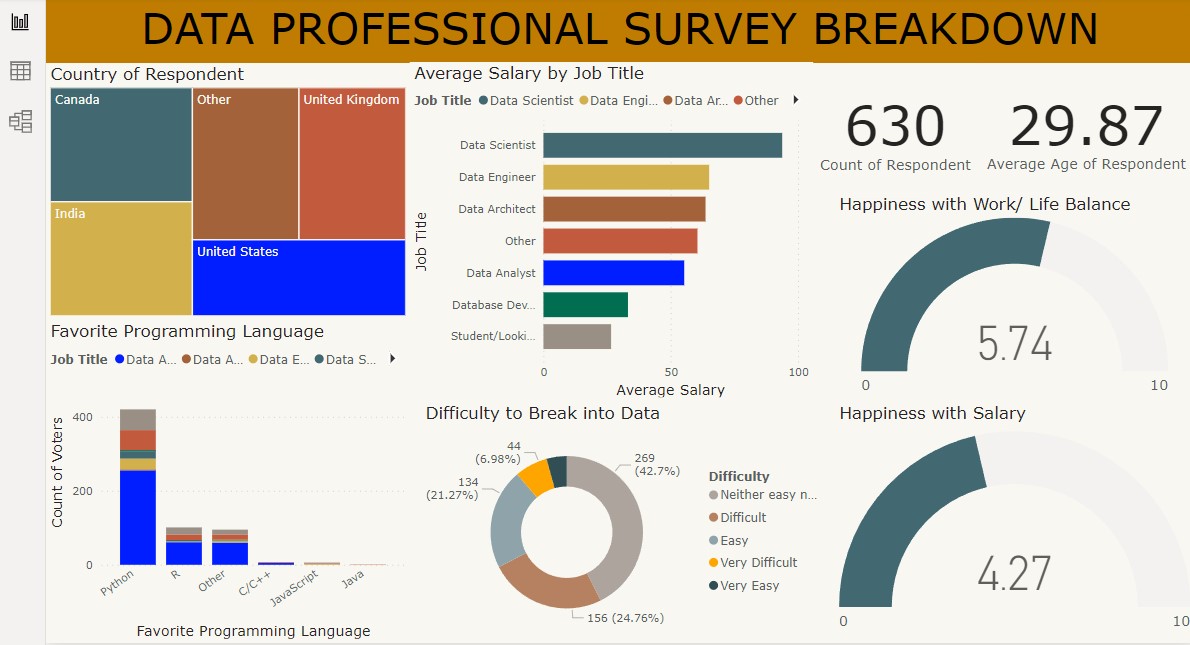 DATA PROFESSIONAL SURVEY BREAKDOWN
Country of Respondent
Canada
Other
United Kingdom
India
United States
Average Salary by Job Title
Job Title Data Scientist Data Engi... Data Ar... Other
Job Title
Data Scientist
Data Engineer
Data Architect
Other
Data Analyst
Database Dev...
Student/Looki...
0 50 100
Average Salary
630
Count of Respondent
29.87
Average Age of Respondent
Happiness with Work/ Life Balance
5.74
0 10
Favorite Programming Language
Job Title Data A... Data A... Data E... Data S...
Count of Voters
400
200
0
Python R Other C/C++ JavaScript Java
Favorite Programming Language
Difficulty to Break into Data
44
(6.98%)
269
(42.7%)
134
(21.27%)
156 (24.76%)
Difficulty
Neither easy n...
Difficult
Easy
Very Difficult
Very Easy
Happiness with Salary
4.27
0 10